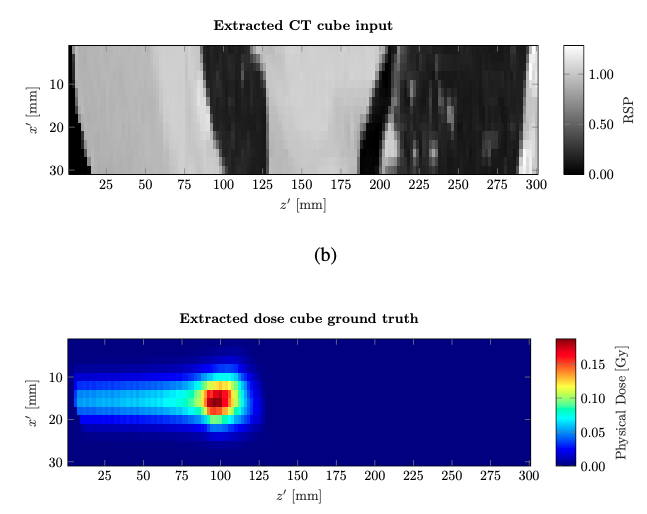 Extracted CT cube input
10
20
30
x′ [mm]
25 50 75 100 125 150 175 200 225 250 275 300
z′ [mm]
1.00
0.50
0.00
RSP
(b)
Extracted dose cube ground truth
10
20
30
x′ [mm]
25 50 75 100 125 150 175 200 225 250 275 300
z′ [mm]
0.15
0.10
0.05
0.00
Physical Dose [Gy]